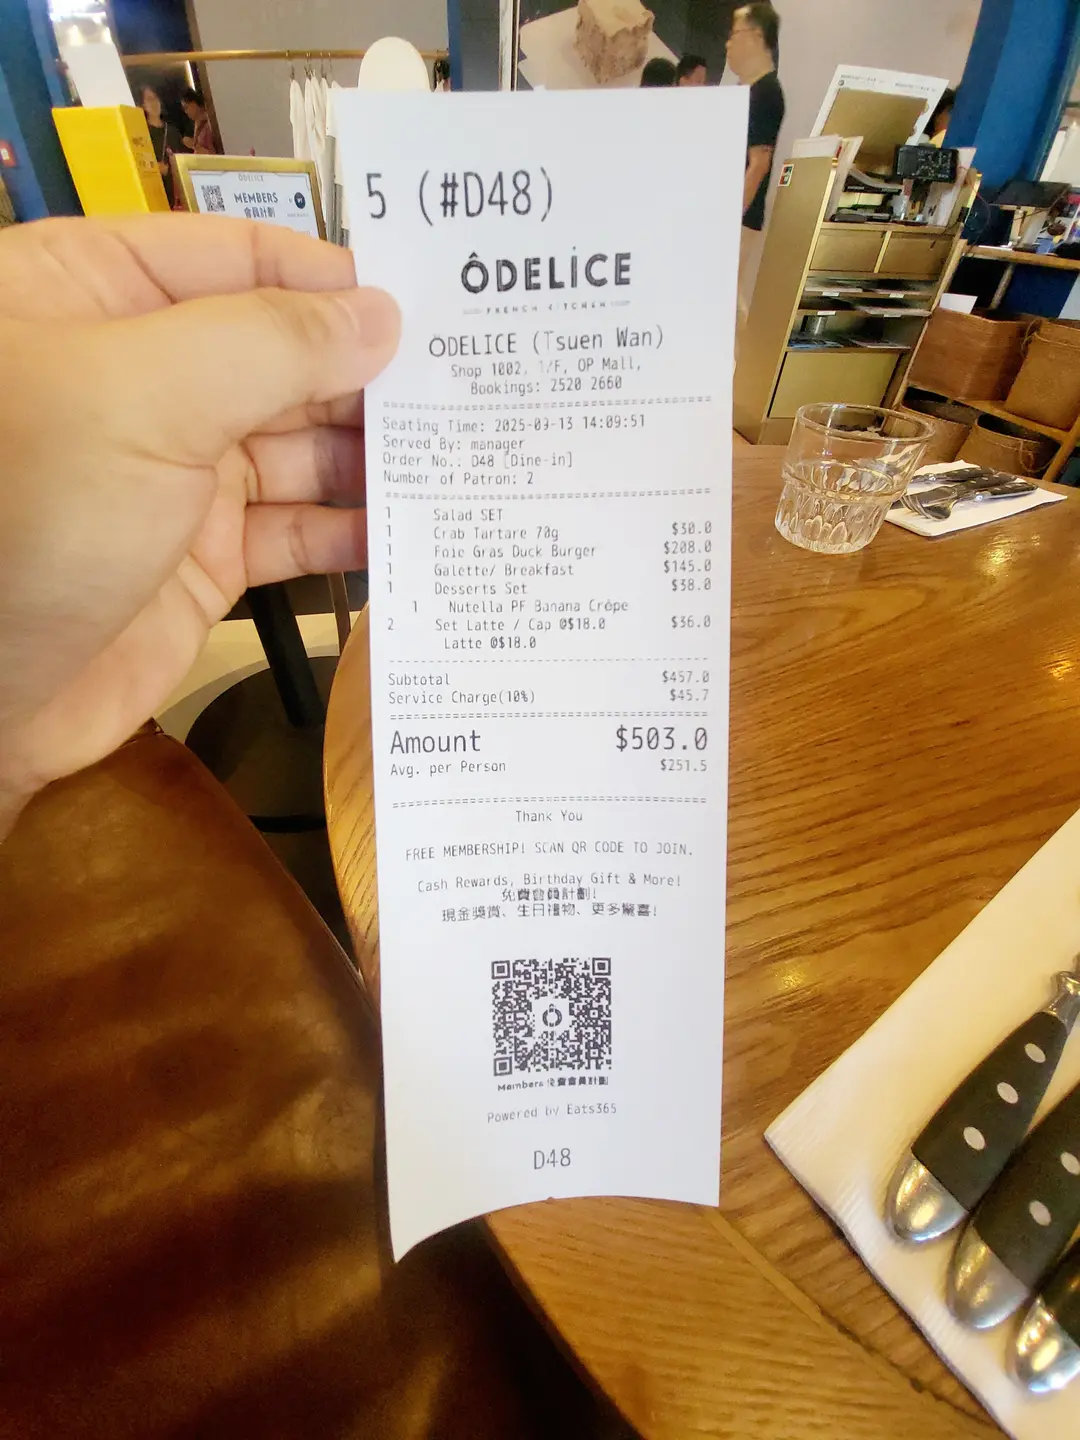 ÔDELICE
MEMBERS
會員計劃
5 (#D48)
ÔDELICE
FRENCH KITCHEN
ÔDELICE (Tsuen Wan)
Shop 1002, 1/F, OP Mall,
Bookings: 2520 2660
Seating Time: 2025-09-13 14:09:51
Served By: manager
Order No.: D48 [Dine-in]
Number of Patron: 2
1 Salad SET
1 Crab Tartare 70g $30.0
1 Foie Gras Duck Burger $208.0
1 Galette/ Breakfast $145.0
1 Desserts Set $38.0
1 Nutella PF Banana Crêpe
2 Set Latte / Cap @$18.0 $36.0
Latte @$18.0
Subtotal $457.0
Service Charge(10%) $45.7
Amount $503.0
Avg. per Person $251.5
Thank You
FREE MEMBERSHIP! SCAN QR CODE TO JOIN.
Cash Rewards, Birthday Gift & More!
免費會員計劃!
現金獎賞、生日禮物、更多驚喜!
Members 免費會員計劃
Powered by Eats365
D48